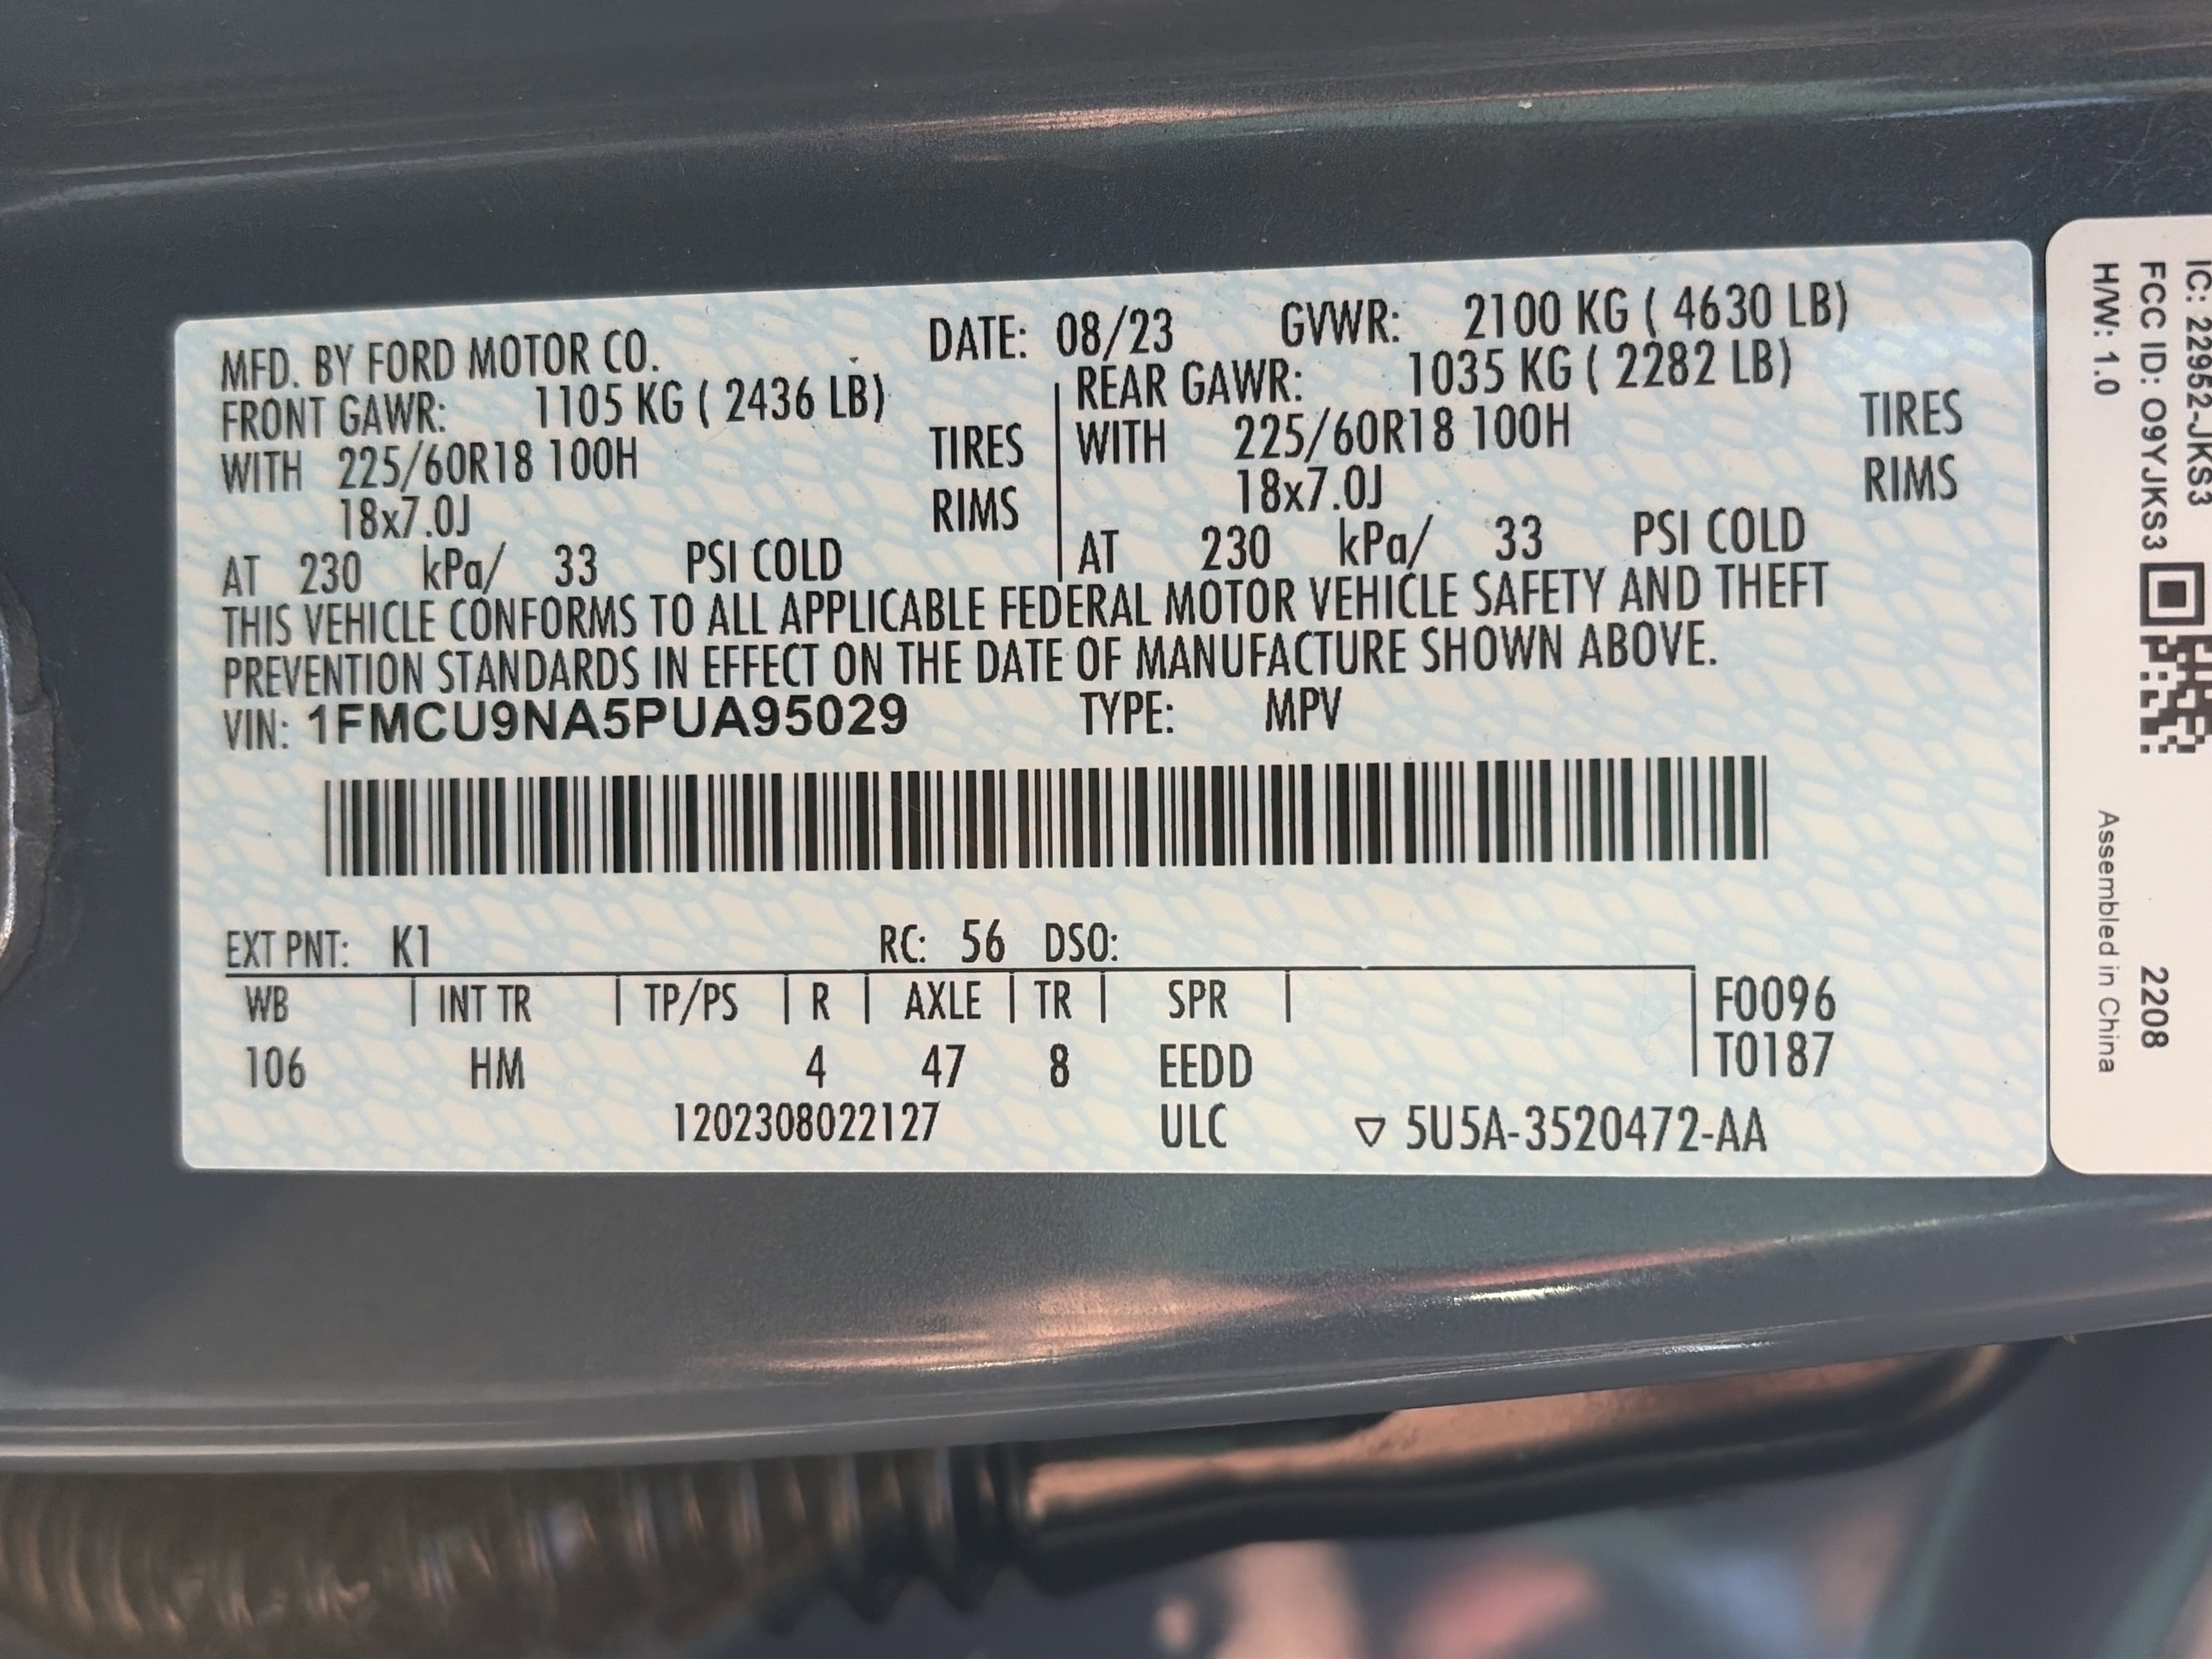 MFD. BY FORD MOTOR CO. DATE: 08/23 GVWR: 2100 KG ( 4630 LB)
FRONT GAWR: 1105 KG ( 2436 LB) REAR GAWR: 1035 KG ( 2282 LB)
WITH 225/60R18 100H TIRES WITH 225/60R18 100H TIRES
18x7.0J RIMS 18x7.0J RIMS
AT 230 kPa/ 33 PSI COLD AT 230 kPa/ 33 PSI COLD
THIS VEHICLE CONFORMS TO ALL APPLICABLE FEDERAL MOTOR VEHICLE SAFETY AND THEFT
PREVENTION STANDARDS IN EFFECT ON THE DATE OF MANUFACTURE SHOWN ABOVE.
VIN: 1FMCU9NA5PUA95029 TYPE: MPV
EXT PNT: K1 RC: 56 DSO:
WB | INT TR | TP/PS | R | AXLE | TR | SPR | F0096
106 HM 4 47 8 EEDD T0187
1202308022127 ULC ▽ 5U5A-3520472-AA
IC: 22952-JKS3
FCC ID: O9YJKS3
H/W: 1.0
2208
Assembled in China